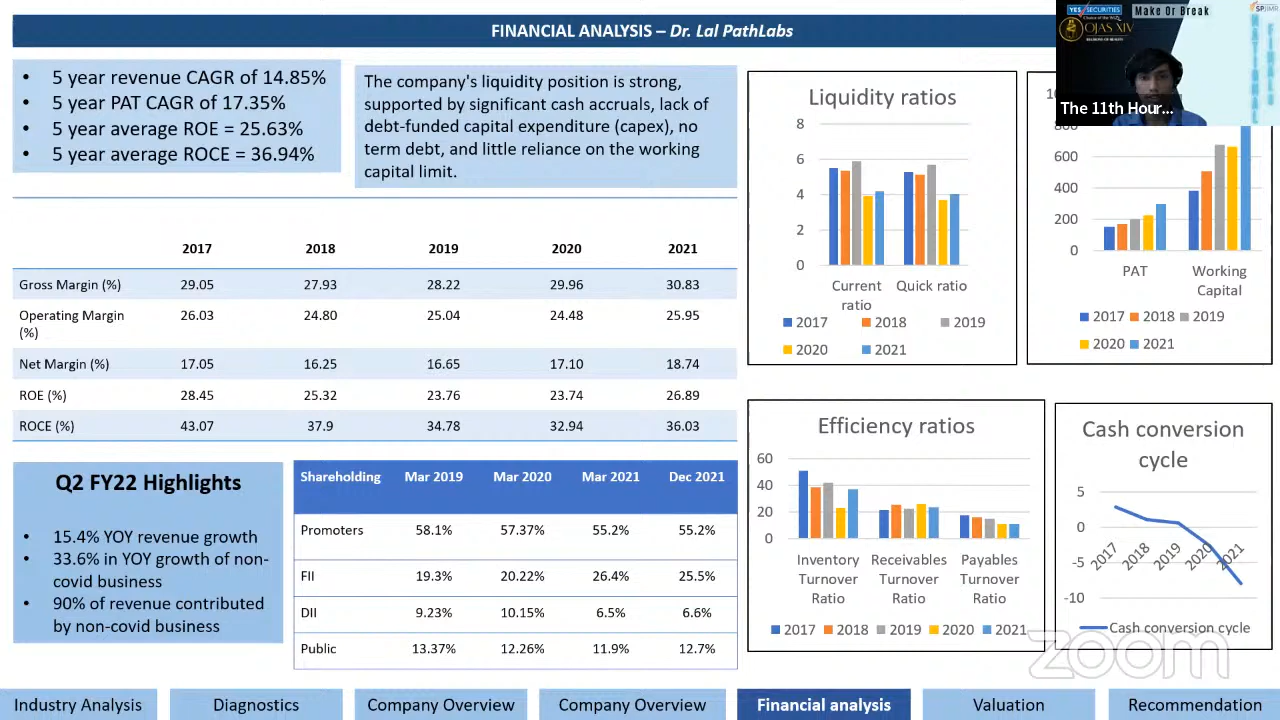 FINANCIAL ANALYSIS – Dr. Lal PathLabs
YES SECURITIES
Make Or Break
SPJIMR
OJAS XIV
The 11th Hour...
• 5 year revenue CAGR of 14.85%
• 5 year PAT CAGR of 17.35%
• 5 year average ROE = 25.63%
• 5 year average ROCE = 36.94%
The company's liquidity position is strong,
supported by significant cash accruals, lack of
debt-funded capital expenditure (capex), no
term debt, and little reliance on the working
capital limit.
2017 2018 2019 2020 2021
Gross Margin (%) 29.05 27.93 28.22 29.96 30.83
Operating Margin
(%) 26.03 24.80 25.04 24.48 25.95
Net Margin (%) 17.05 16.25 16.65 17.10 18.74
ROE (%) 28.45 25.32 23.76 23.74 26.89
ROCE (%) 43.07 37.9 34.78 32.94 36.03
Q2 FY22 Highlights
• 15.4% YOY revenue growth
• 33.6% in YOY growth of non-
covid business
• 90% of revenue contributed
by non-covid business
Shareholding Mar 2019 Mar 2020 Mar 2021 Dec 2021
Promoters 58.1% 57.37% 55.2% 55.2%
FII 19.3% 20.22% 26.4% 25.5%
DII 9.23% 10.15% 6.5% 6.6%
Public 13.37% 12.26% 11.9% 12.7%
Liquidity ratios
8
6
4
2
0
Current
ratio
Quick ratio
2017 2018 2019
2020 2021
800
600
400
200
0
PAT
Working
Capital
2017 2018 2019
2020 2021
Efficiency ratios
60
40
20
0
Inventory
Turnover
Ratio
Receivables
Turnover
Ratio
Payables
Turnover
Ratio
2017 2018 2019 2020 2021
Cash conversion
cycle
5
0
-5
-10
2017 2018 2019 2020 2021
Cash conversion cycle
zoom
Industry Analysis
Diagnostics
Company Overview
Company Overview
Financial analysis
Valuation
Recommendation